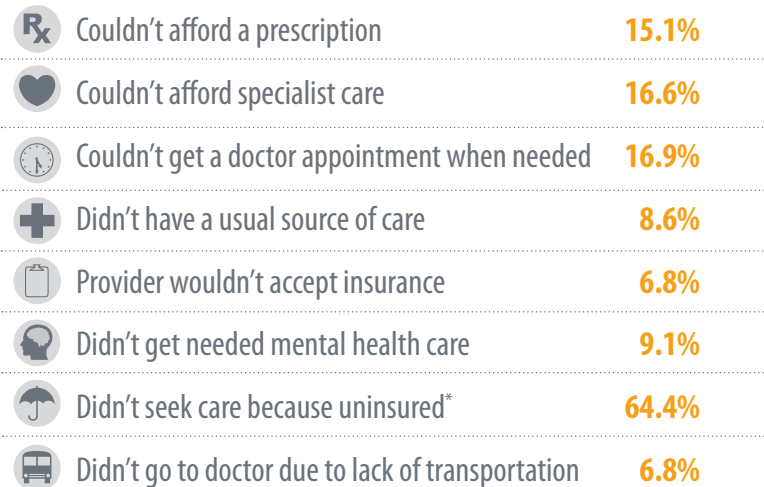 Rx Couldn’t afford a prescription 15.1%
Couldn’t afford specialist care 16.6%
Couldn’t get a doctor appointment when needed 16.9%
Didn’t have a usual source of care 8.6%
Provider wouldn’t accept insurance 6.8%
Didn’t get needed mental health care 9.1%
Didn’t seek care because uninsured* 64.4%
Didn’t go to doctor due to lack of transportation 6.8%